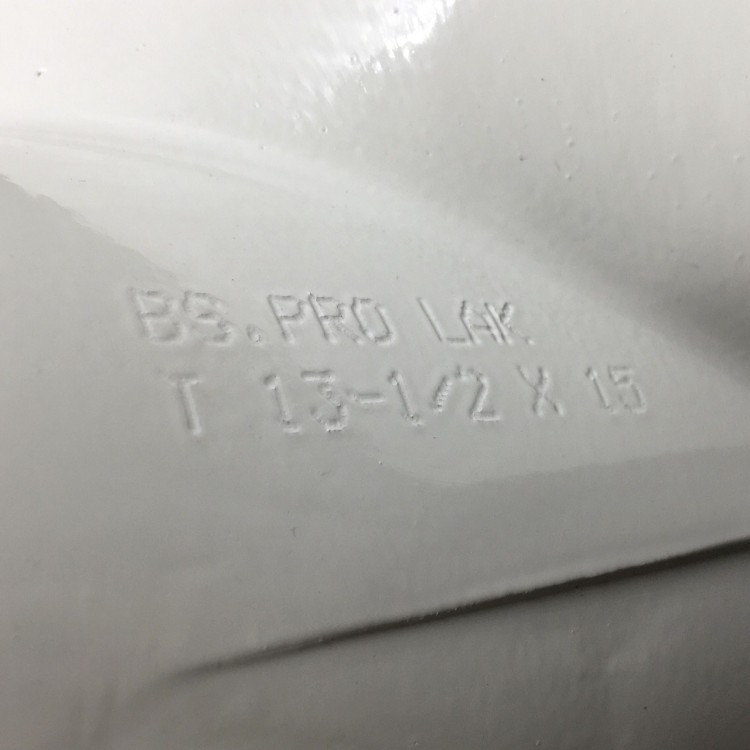 BS.PRO LAK
T 13-1/2 X 15